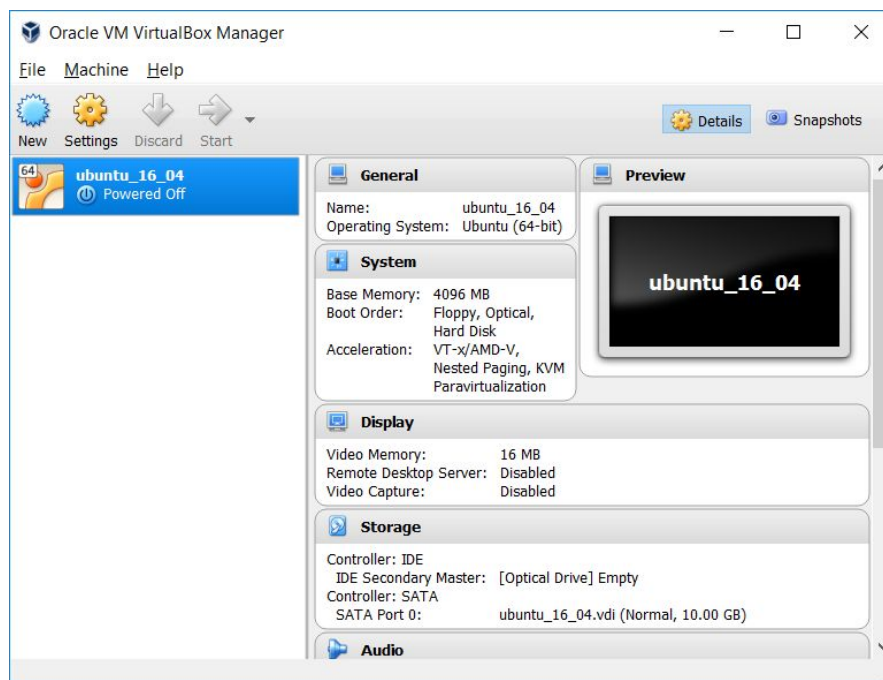 Oracle VM VirtualBox Manager
File Machine Help
New Settings Discard Start
Details Snapshots
64
ubuntu_16_04
Powered Off
General
Name: ubuntu_16_04
Operating System: Ubuntu (64-bit)
Preview
ubuntu_16_04
System
Base Memory: 4096 MB
Boot Order: Floppy, Optical,
Hard Disk
Acceleration: VT-x/AMD-V,
Nested Paging, KVM
Paravirtualization
Display
Video Memory: 16 MB
Remote Desktop Server: Disabled
Video Capture: Disabled
Storage
Controller: IDE
IDE Secondary Master: [Optical Drive] Empty
Controller: SATA
SATA Port 0: ubuntu_16_04.vdi (Normal, 10.00 GB)
Audio